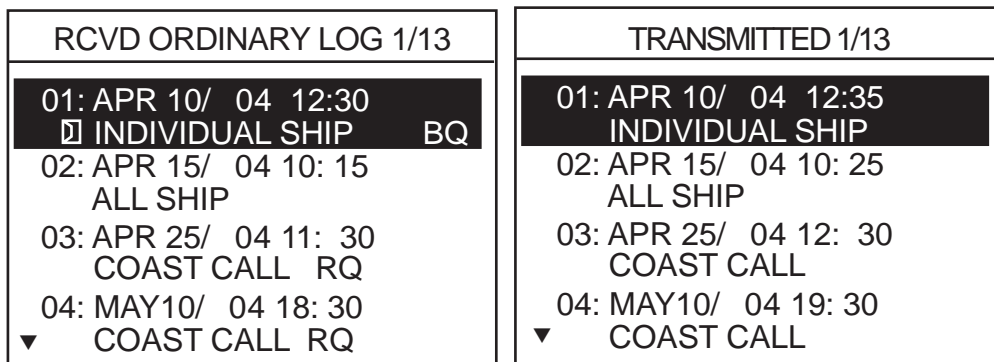 RCVD ORDINARY LOG 1/13
01: APR 10/ 04 12:30
INDIVIDUAL SHIP BQ
02: APR 15/ 04 10: 15
ALL SHIP
03: APR 25/ 04 11: 30
COAST CALL RQ
04: MAY10/ 04 18: 30
COAST CALL RQ
TRANSMITTED 1/13
01: APR 10/ 04 12:35
INDIVIDUAL SHIP
02: APR 15/ 04 10: 25
ALL SHIP
03: APR 25/ 04 12: 30
COAST CALL
04: MAY10/ 04 19: 30
COAST CALL